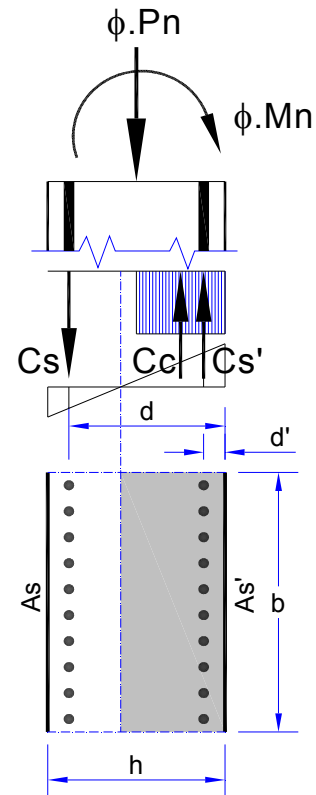 ϕ.Pn
ϕ.Mn
Cs Cc Cs'
d
d'
As
As'
b
h